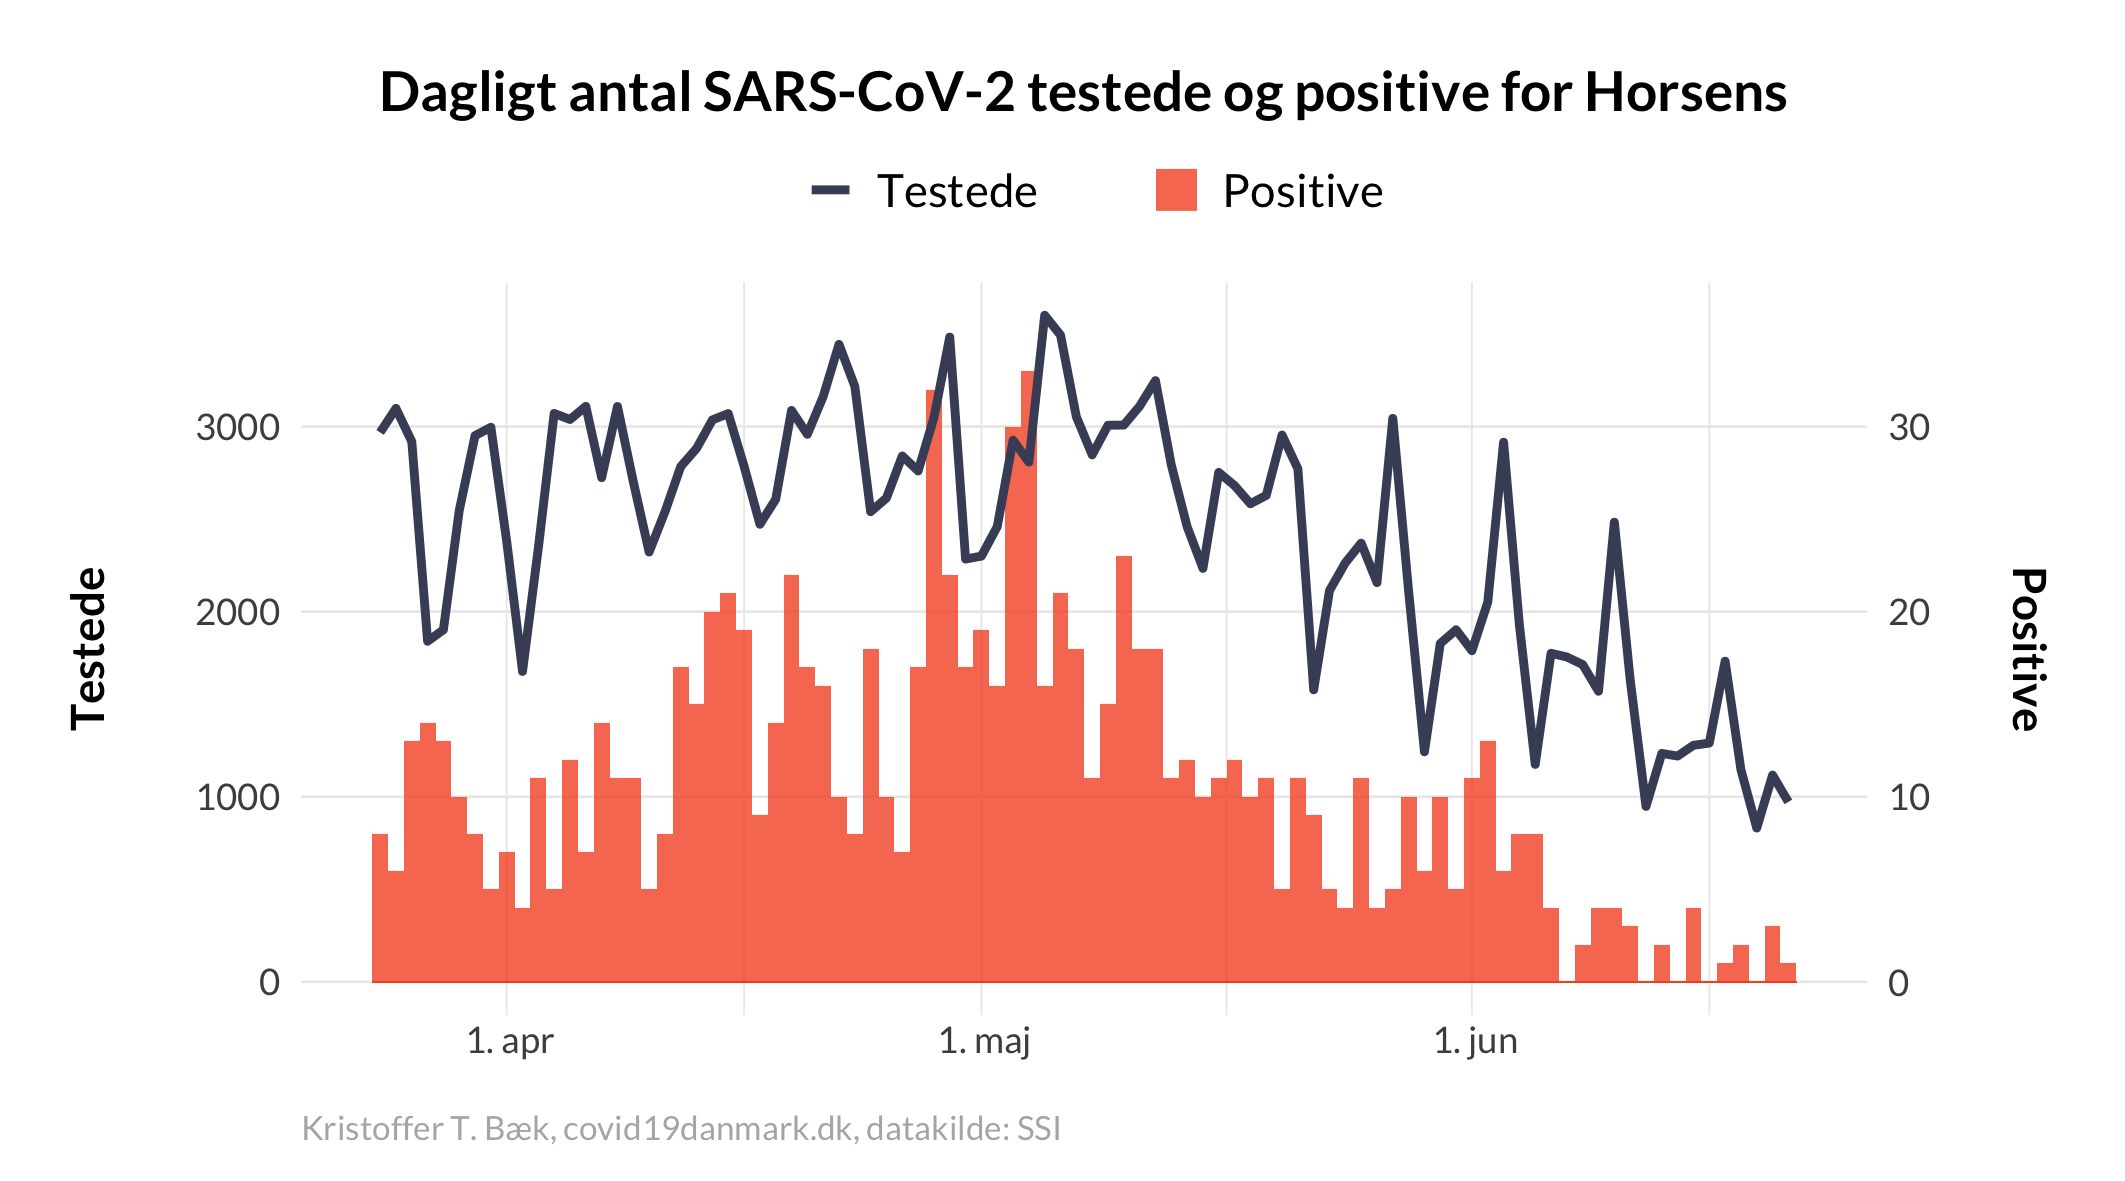 Dagligt antal SARS-CoV-2 testede og positive for Horsens
Testede
Positive
3000
2000
1000
0
Testede
30
20
10
0
Positive
1. apr
1. maj
1. jun
Kristoffer T. Bæk, covid19danmark.dk, datakilde: SSI